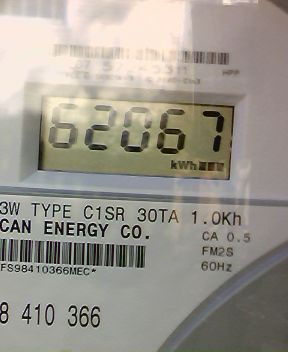 HPP
62067
kWh
3W TYPE C1SR 30TA 1.0Kh
CAN ENERGY CO.
CA 0.5
FM2S
FS98410366MEC*
60Hz
8 410 366